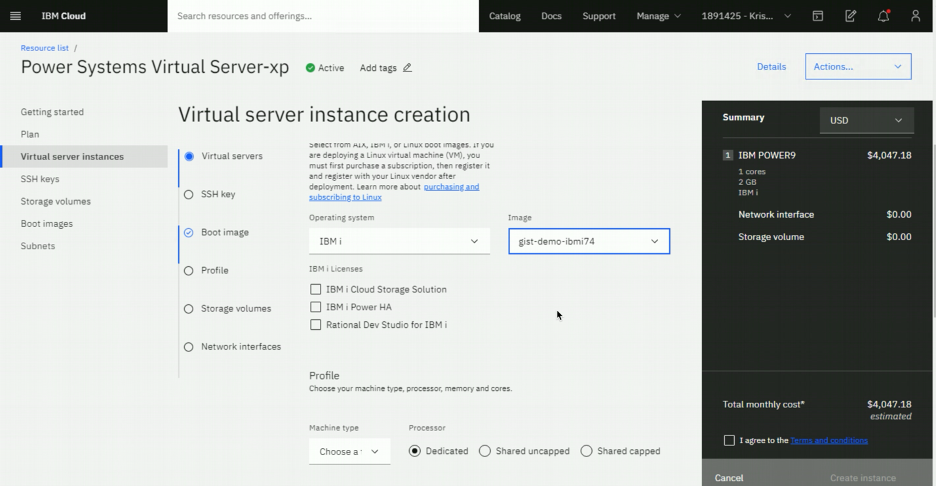 IBM Cloud
Search resources and offerings...
Catalog
Docs
Support
Manage
1891425 - Kris...
Resource list /
Power Systems Virtual Server-xp
Active
Add tags
Details
Actions...
Getting started
Plan
Virtual server instances
SSH keys
Storage volumes
Boot images
Subnets
Virtual server instance creation
Virtual servers
SSH key
Boot image
Profile
Storage volumes
Network interfaces
Select from AIX, IBM i, or Linux boot images. If you
are deploying a Linux virtual machine (VM), you
must first purchase a subscription, then register it
and register with your Linux vendor after
deployment. Learn more about purchasing and
subscribing to Linux
Operating system
IBM i
Image
gist-demo-ibmi74
IBM i Licenses
IBM i Cloud Storage Solution
IBM i Power HA
Rational Dev Studio for IBM i
Profile
Choose your machine type, processor, memory and cores.
Machine type
Choose a
Processor
Dedicated
Shared uncapped
Shared capped
Summary
USD
1 IBM POWER9 $4,047.18
1 cores
2 GB
IBM i
Network interface $0.00
Storage volume $0.00
Total monthly cost* $4,047.18
estimated
I agree to the Terms and conditions
Cancel
Create instance